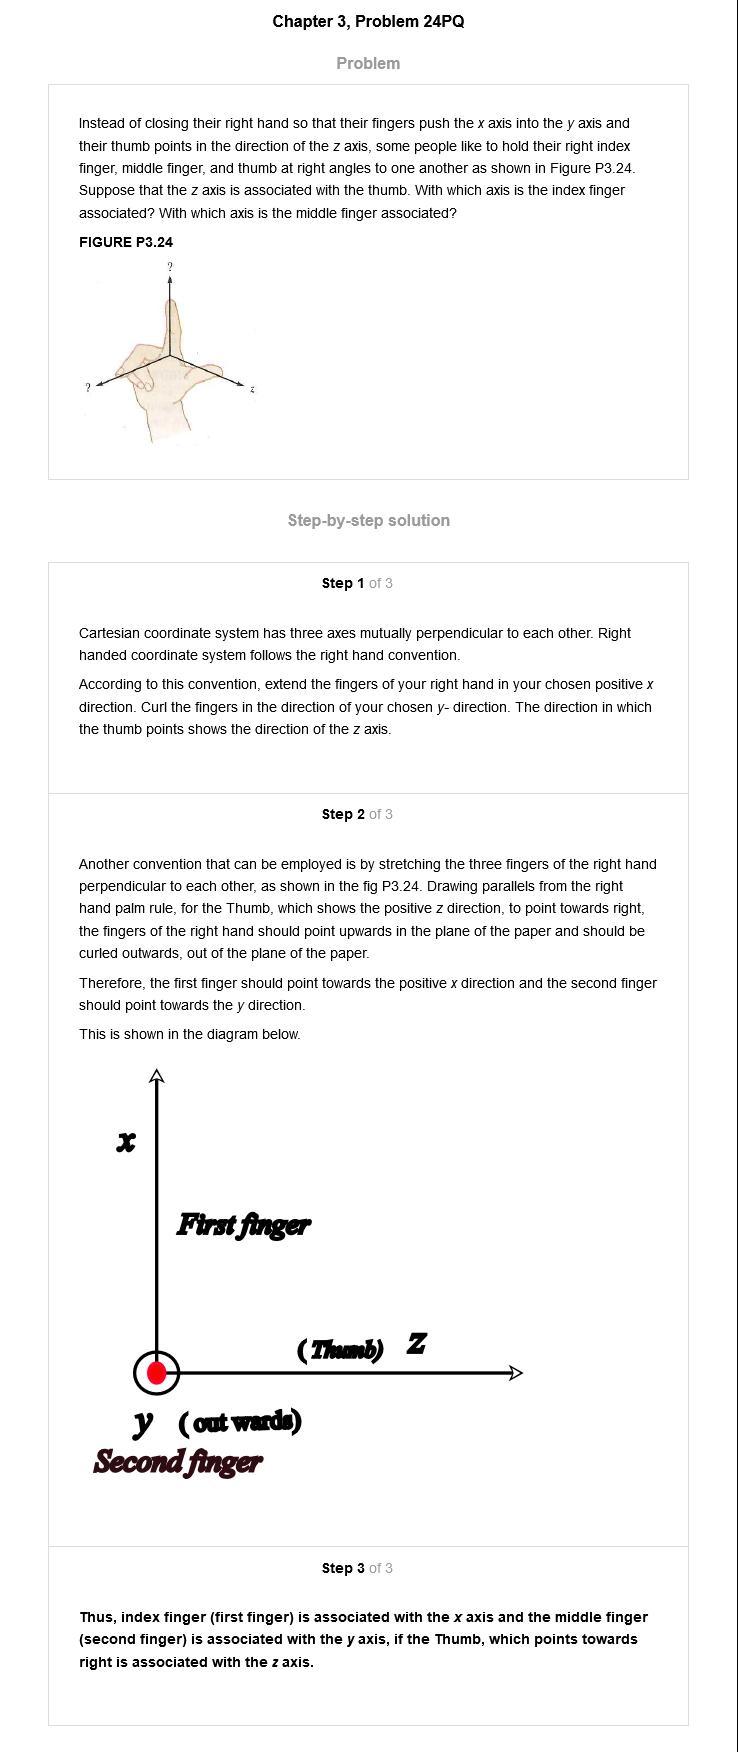 Chapter 3, Problem 24PQ
Problem
Instead of closing their right hand so that their fingers push the x axis into the y axis and
their thumb points in the direction of the z axis, some people like to hold their right index
finger, middle finger, and thumb at right angles to one another as shown in Figure P3.24.
Suppose that the z axis is associated with the thumb. With which axis is the index finger
associated? With which axis is the middle finger associated?
FIGURE P3.24
?
?
z
Step-by-step solution
Step 1 of 3
Cartesian coordinate system has three axes mutually perpendicular to each other. Right
handed coordinate system follows the right hand convention.
According to this convention, extend the fingers of your right hand in your chosen positive x
direction. Curl the fingers in the direction of your chosen y- direction. The direction in which
the thumb points shows the direction of the z axis.
Step 2 of 3
Another convention that can be employed is by stretching the three fingers of the right hand
perpendicular to each other, as shown in the fig P3.24. Drawing parallels from the right
hand palm rule, for the Thumb, which shows the positive z direction, to point towards right,
the fingers of the right hand should point upwards in the plane of the paper and should be
curled outwards, out of the plane of the paper.
Therefore, the first finger should point towards the positive x direction and the second finger
should point towards the y direction.
This is shown in the diagram below.
x
First finger
(Thumb) Z
y (out wards)
Second finger
Step 3 of 3
Thus, index finger (first finger) is associated with the x axis and the middle finger
(second finger) is associated with the y axis, if the Thumb, which points towards
right is associated with the z axis.